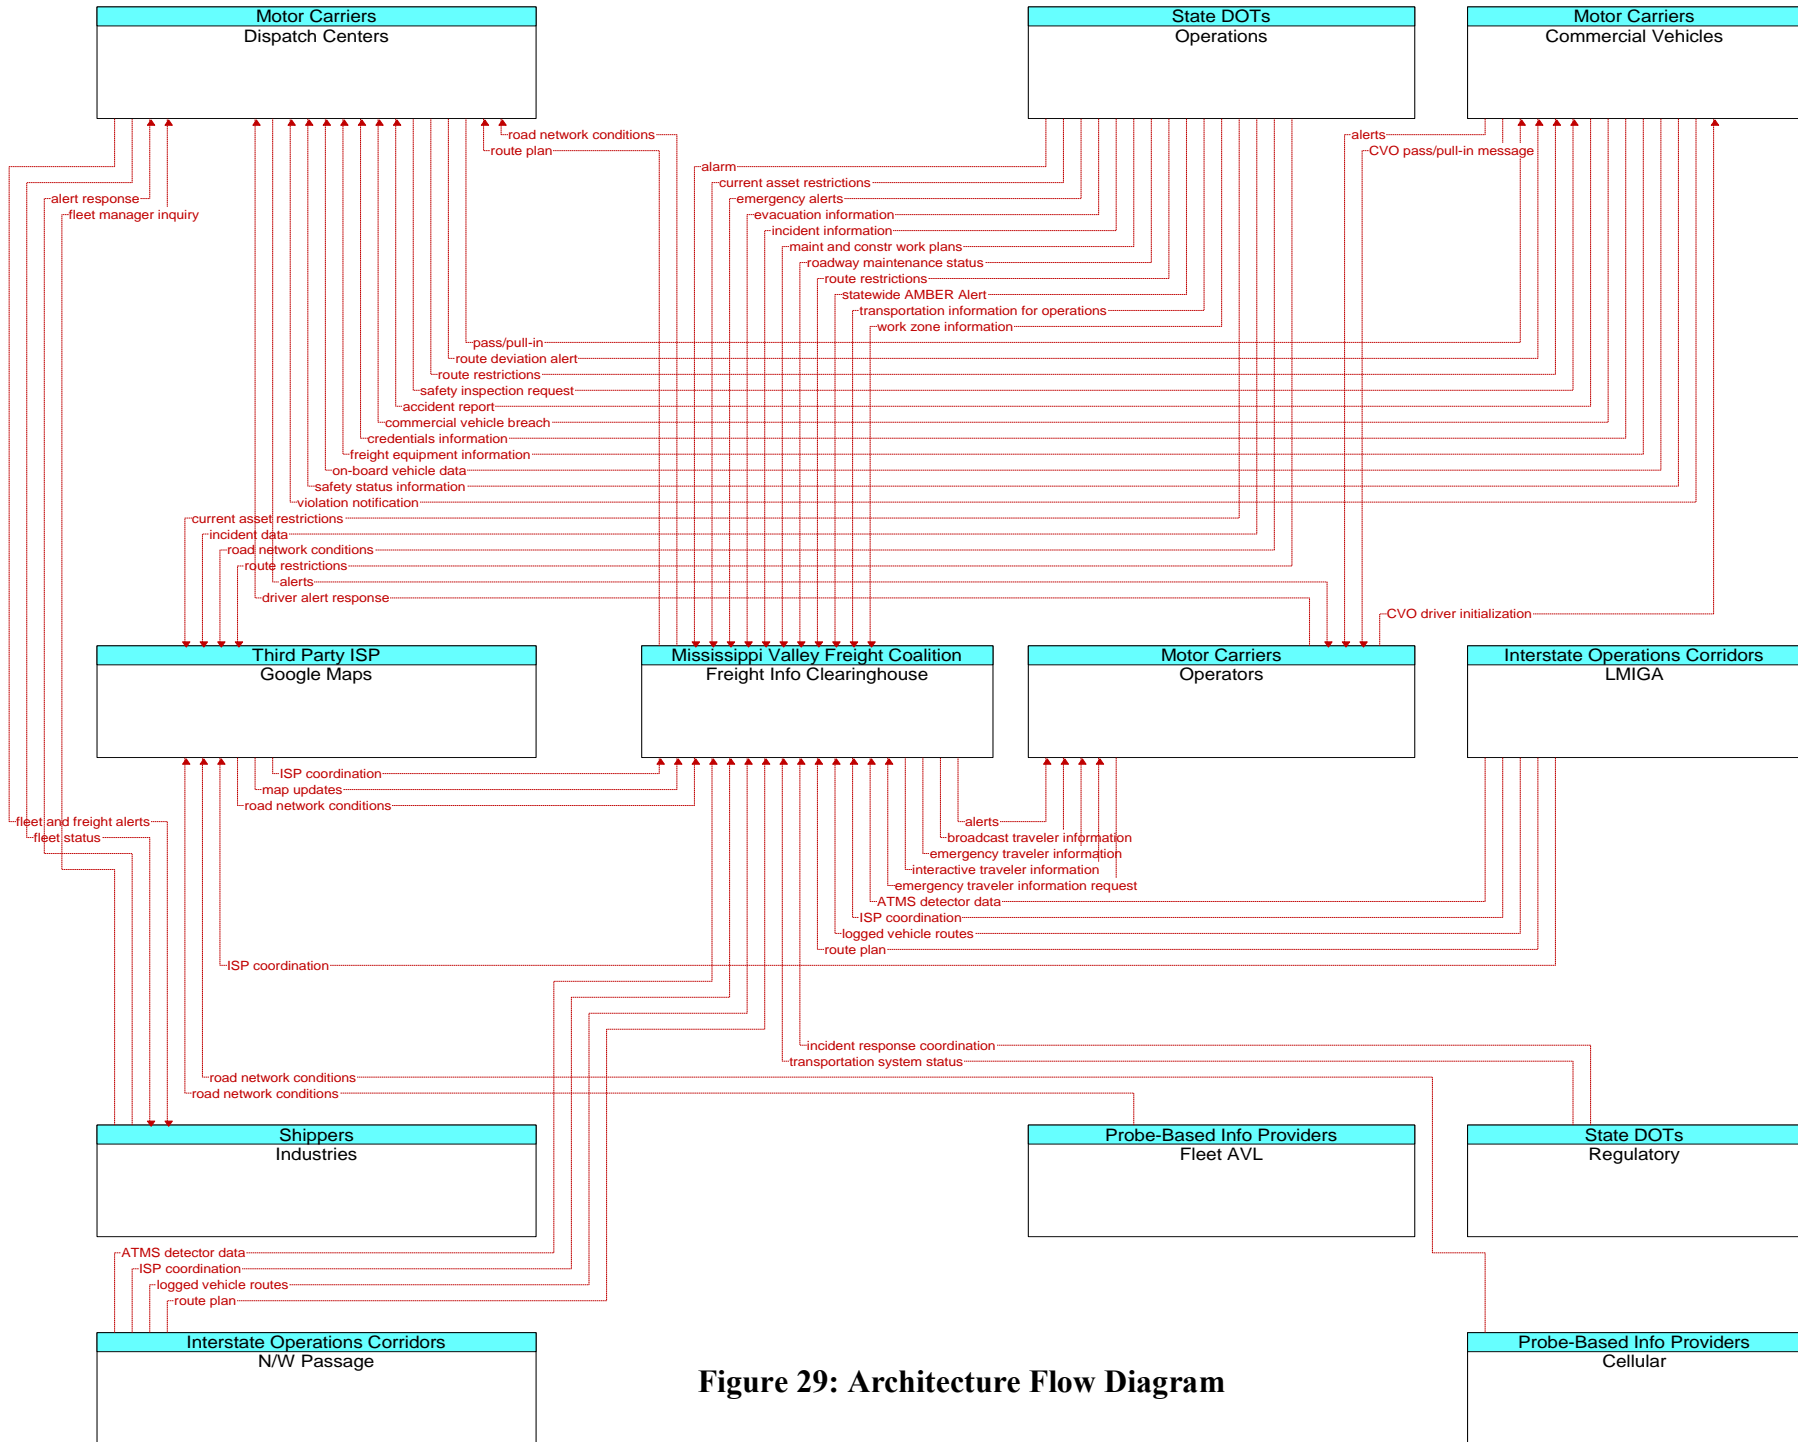 Motor Carriers
Dispatch Centers
State DOTs
Operations
Motor Carriers
Commercial Vehicles
road network conditions
route plan
alerts
CVO pass/pull-in message
alarm
current asset restrictions
alert response
emergency alerts
fleet manager inquiry
evacuation information
incident information
maint and constr work plans
roadway maintenance status
route restrictions
statewide AMBER Alert
transportation information for operations
work zone information
pass/pull-in
route deviation alert
route restrictions
safety inspection request
accident report
commercial vehicle breach
credentials information
freight equipment information
on-board vehicle data
safety status information
violation notification
current asset restrictions
incident data
road network conditions
route restrictions
alerts
driver alert response
CVO driver initialization
Third Party ISP
Google Maps
Mississippi Valley Freight Coalition
Freight Info Clearinghouse
Motor Carriers
Operators
Interstate Operations Corridors
LMIGA
ISP coordination
map updates
road network conditions
fleet and freight alerts
fleet status
alerts
broadcast traveler information
emergency traveler information
interactive traveler information
emergency traveler information request
ATMS detector data
ISP coordination
logged vehicle routes
route plan
ISP coordination
incident response coordination
transportation system status
road network conditions
road network conditions
Shippers
Industries
Probe-Based Info Providers
Fleet AVL
State DOTs
Regulatory
ATMS detector data
ISP coordination
logged vehicle routes
route plan
Interstate Operations Corridors
N/W Passage
Probe-Based Info Providers
Cellular
Figure 29: Architecture Flow Diagram